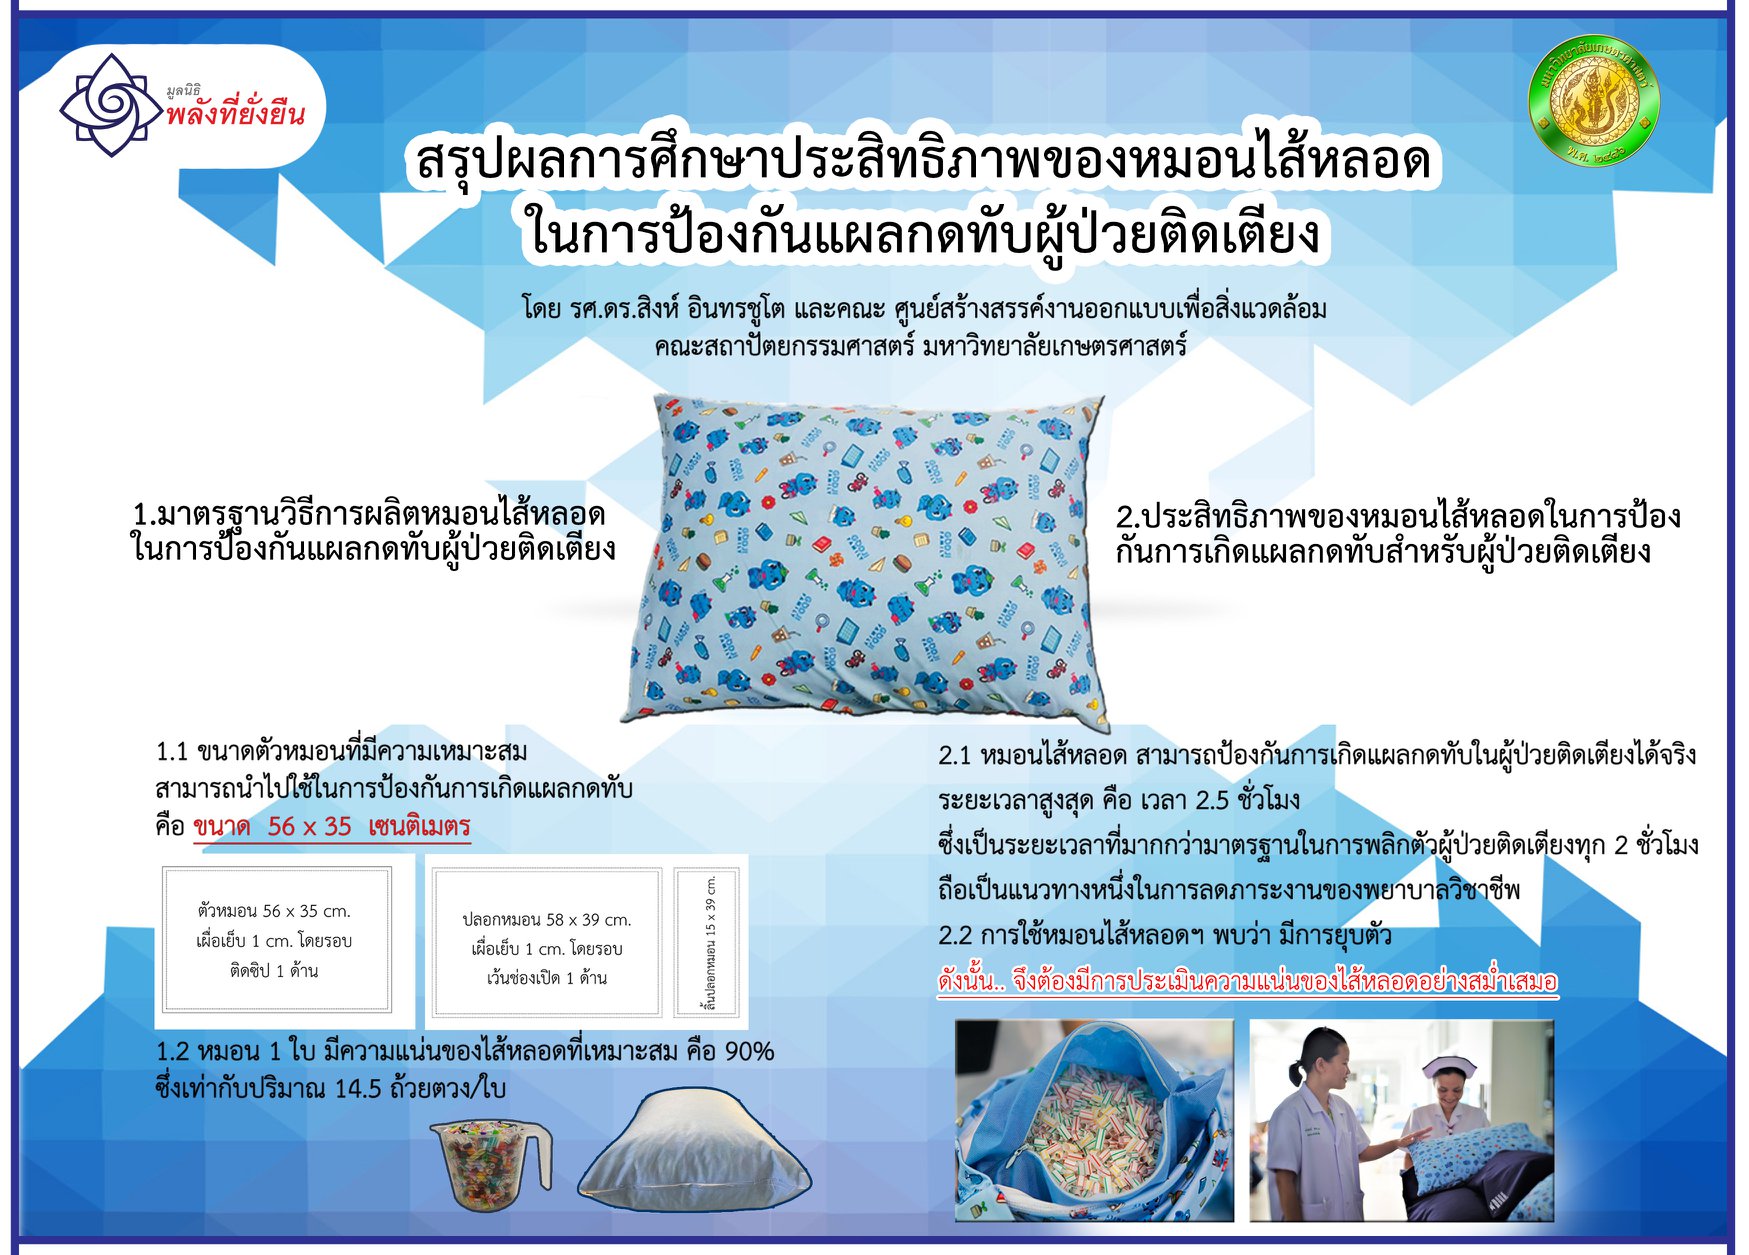 มูลนิธิ
พลังที่ยั่งยืน
มหาวิทยาลัยเกษตรศาสตร์
พ.ศ. ๒๔๘๖
สรุปผลการศึกษาประสิทธิภาพของหมอนไส้หลอด
ในการป้องกันแผลกดทับผู้ป่วยติดเตียง
โดย รศ.ดร.สิงห์ อินทรชูโต และคณะ ศูนย์สร้างสรรค์งานออกแบบเพื่อสิ่งแวดล้อม
คณะสถาปัตยกรรมศาสตร์ มหาวิทยาลัยเกษตรศาสตร์
1.มาตรฐานวิธีการผลิตหมอนไส้หลอด
ในการป้องกันแผลกดทับผู้ป่วยติดเตียง
2.ประสิทธิภาพของหมอนไส้หลอดในการป้อง
กันการเกิดแผลกดทับสำหรับผู้ป่วยติดเตียง
1.1 ขนาดตัวหมอนที่มีความเหมาะสม
สามารถนำไปใช้ในการป้องกันการเกิดแผลกดทับ
คือ ขนาด 56 x 35 เซนติเมตร
ตัวหมอน 56 x 35 cm.
เผื่อเย็บ 1 cm. โดยรอบ
ติดซิป 1 ด้าน
ปลอกหมอน 58 x 39 cm.
เผื่อเย็บ 1 cm. โดยรอบ
เว้นช่องเปิด 1 ด้าน
ลิ้นปลอกหมอน 15 x 39 cm.
1.2 หมอน 1 ใบ มีความแน่นของไส้หลอดที่เหมาะสม คือ 90%
ซึ่งเท่ากับปริมาณ 14.5 ถ้วยตวง/ใบ
2.1 หมอนไส้หลอด สามารถป้องกันการเกิดแผลกดทับในผู้ป่วยติดเตียงได้จริง
ระยะเวลาสูงสุด คือ เวลา 2.5 ชั่วโมง
ซึ่งเป็นระยะเวลาที่มากกว่ามาตรฐานในการพลิกตัวผู้ป่วยติดเตียงทุก 2 ชั่วโมง
ถือเป็นแนวทางหนึ่งในการลดภาระงานของพยาบาลวิชาชีพ
2.2 การใช้หมอนไส้หลอดฯ พบว่า มีการยุบตัว
ดังนั้น.. จึงต้องมีการประเมินความแน่นของไส้หลอดอย่างสม่ำเสมอ